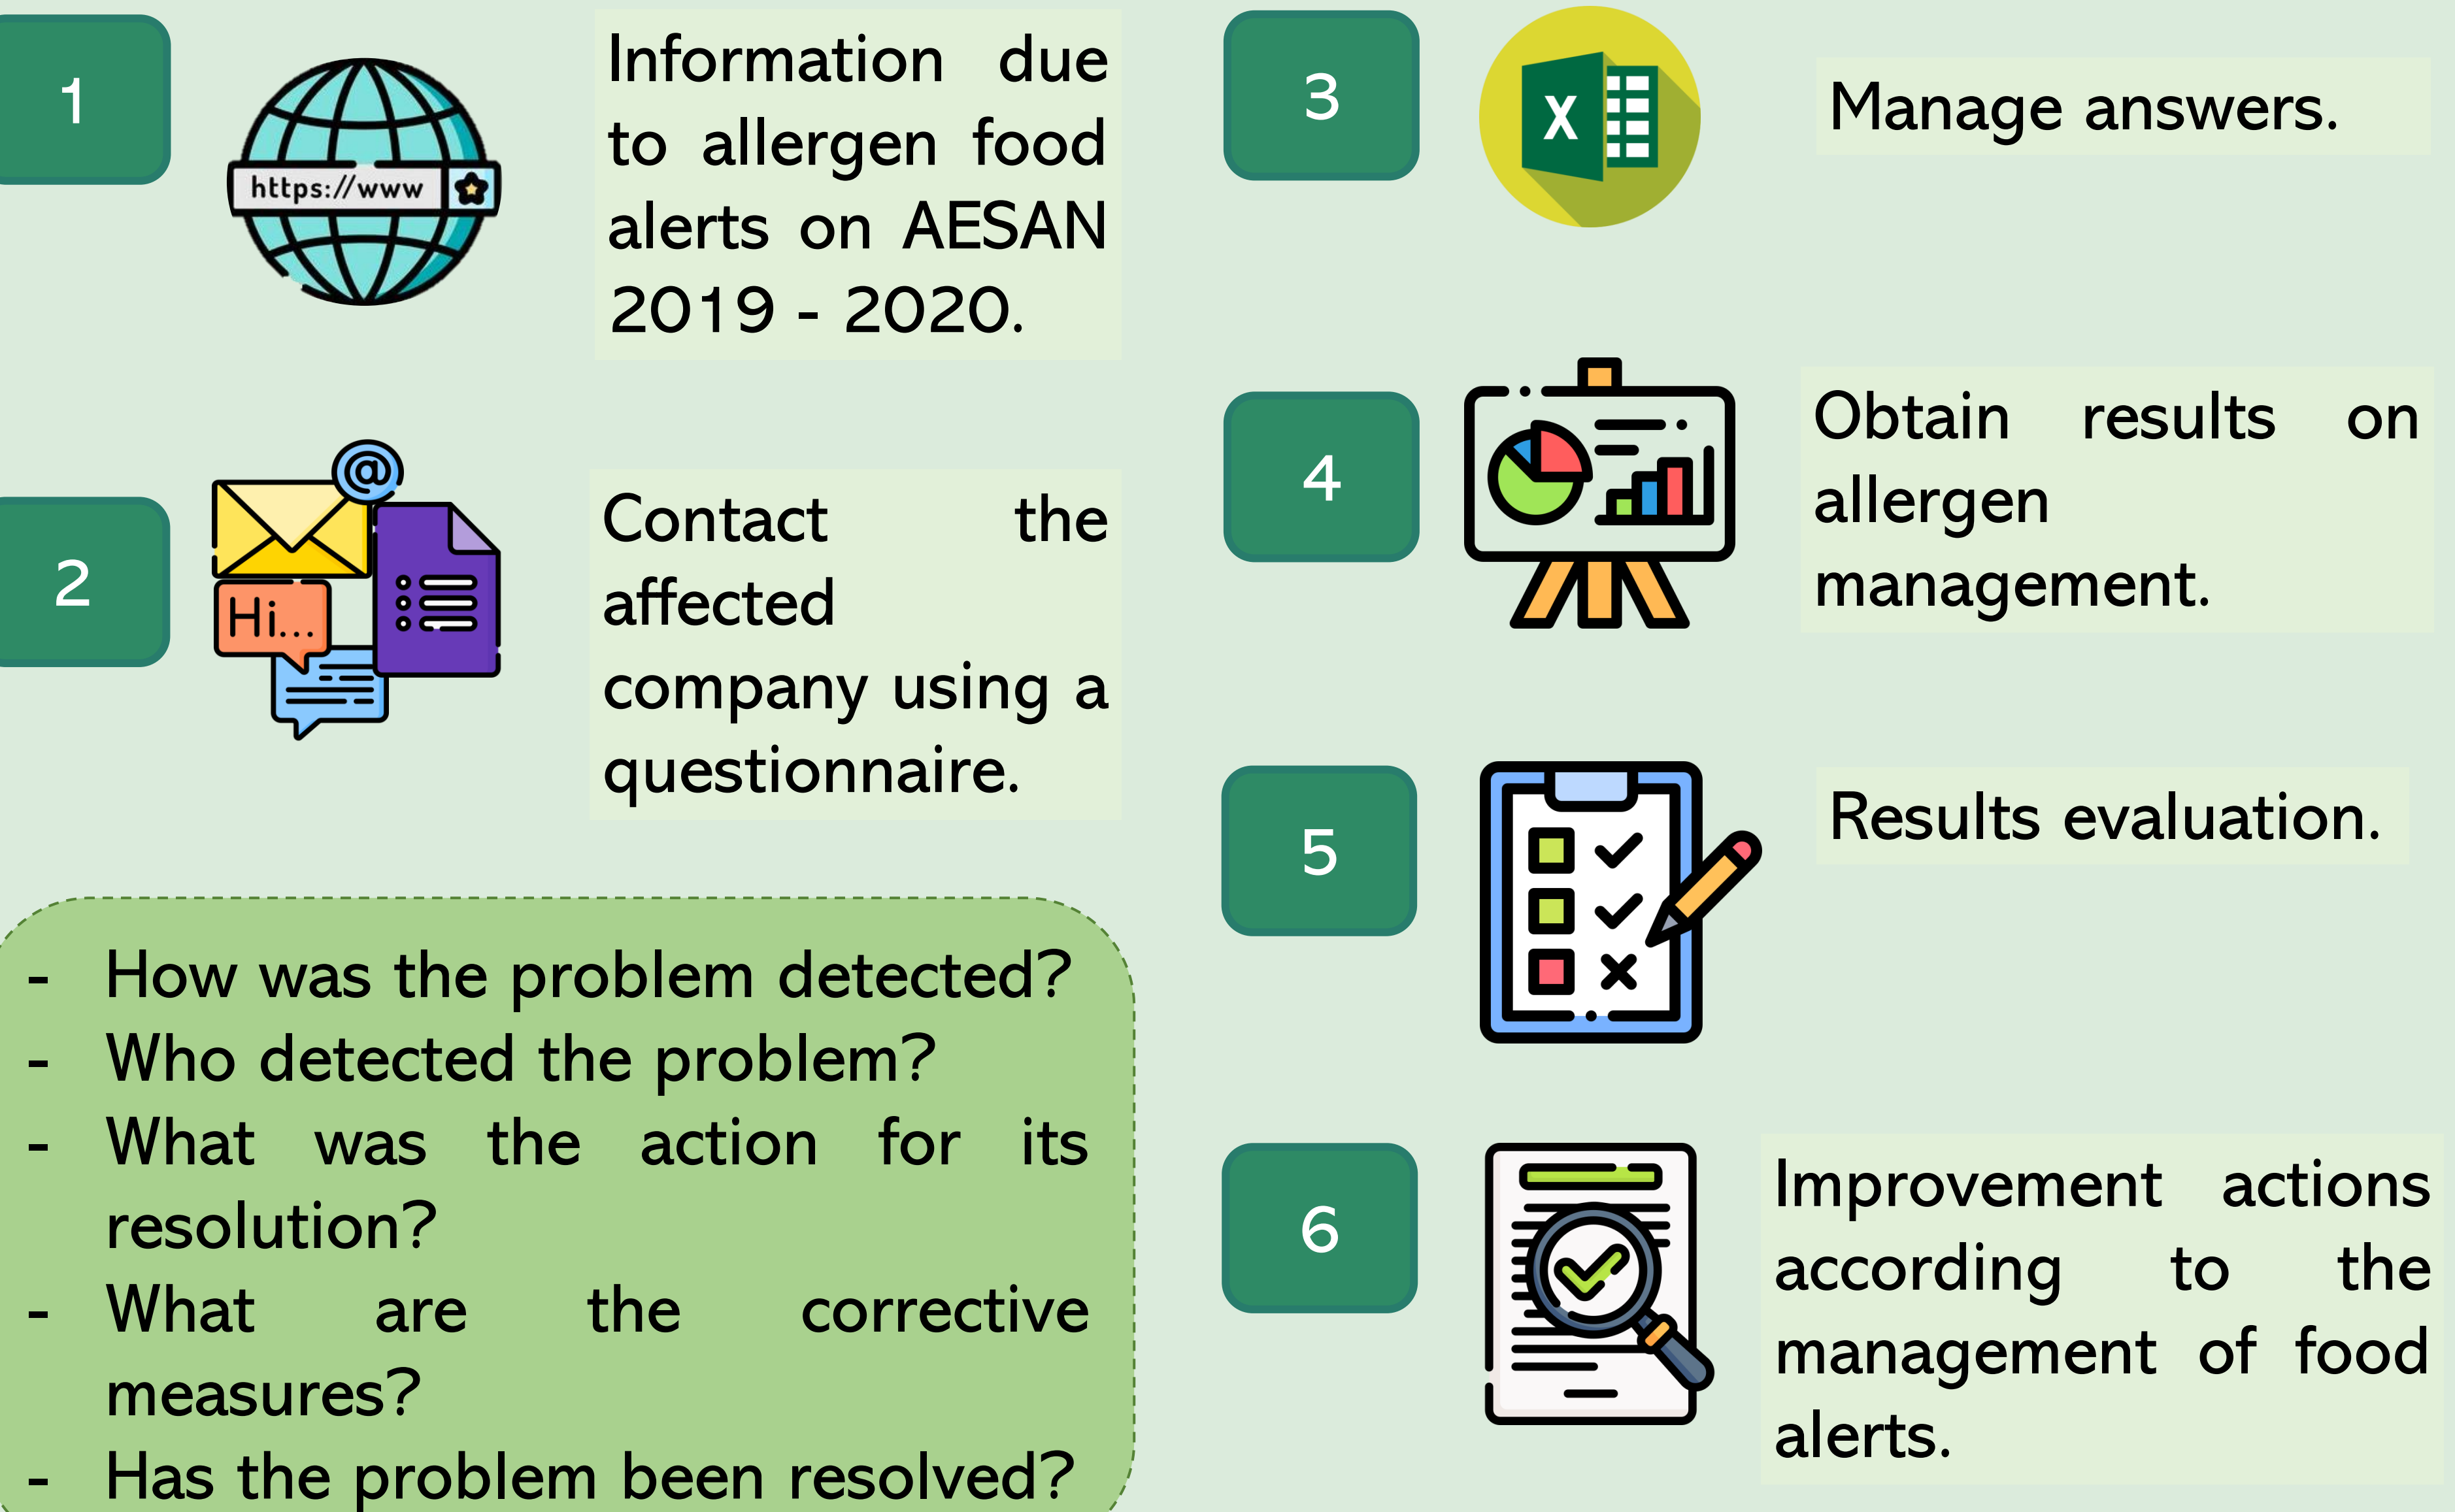 1
https://www
Information due
to allergen food
alerts on AESAN
2019 - 2020.
2
@
Hi...
Contact the
affected
company using a
questionnaire.
- How was the problem detected?
- Who detected the problem?
- What was the action for its
resolution?
- What are the corrective
measures?
- Has the problem been resolved?
3
X
Manage answers.
4
Obtain results on
allergen
management.
5
Results evaluation.
6
Improvement actions
according to the
management of food
alerts.